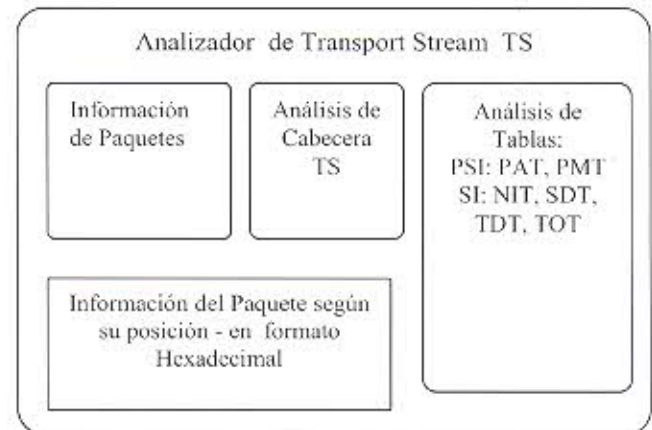 Analizador de Transport Stream TS
Información
de Paquetes
Análisis de
Cabecera
TS
Análisis de
Tablas:
PSI: PAT, PMT
SI: NIT, SDT,
TDT, TOT
Información del Paquete según
su posición - en formato
Hexadecimal